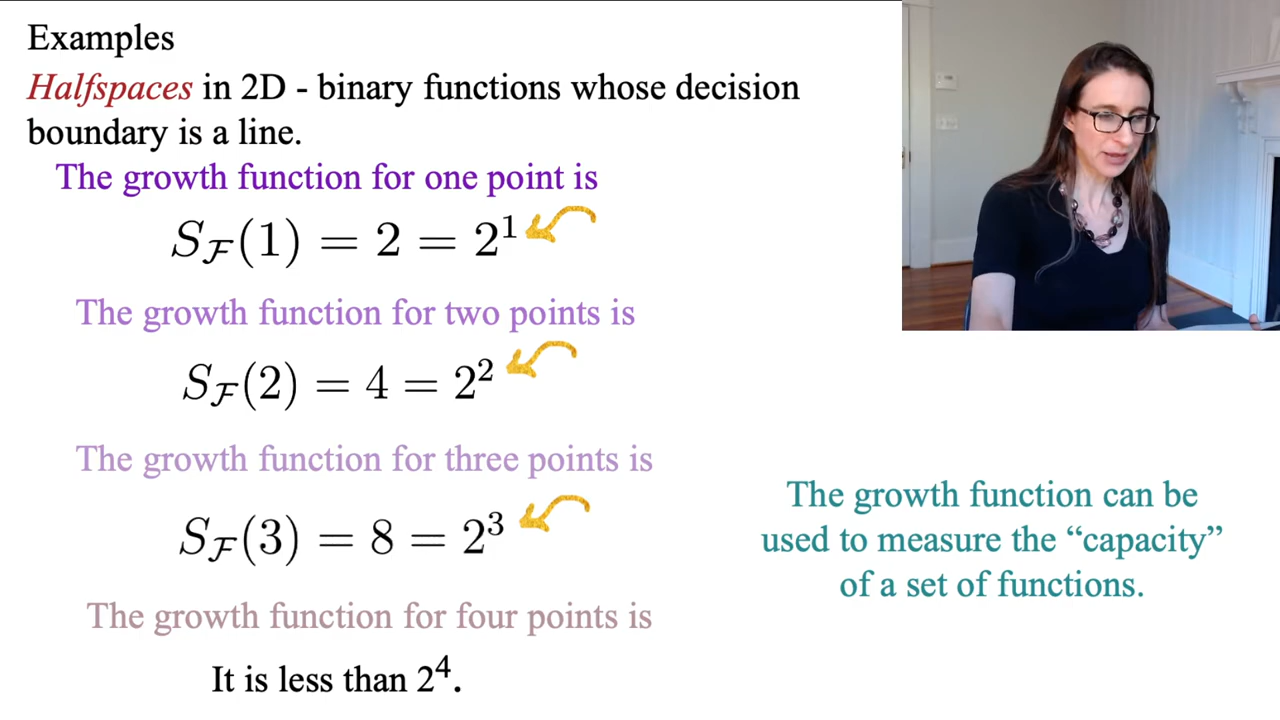 Examples
Halfspaces in 2D - binary functions whose decision
boundary is a line.
The growth function for one point is
S_ℱ(1) = 2 = 2¹
The growth function for two points is
S_ℱ(2) = 4 = 2²
The growth function for three points is
S_ℱ(3) = 8 = 2³
The growth function for four points is
It is less than 2⁴.
The growth function can be
used to measure the “capacity”
of a set of functions.